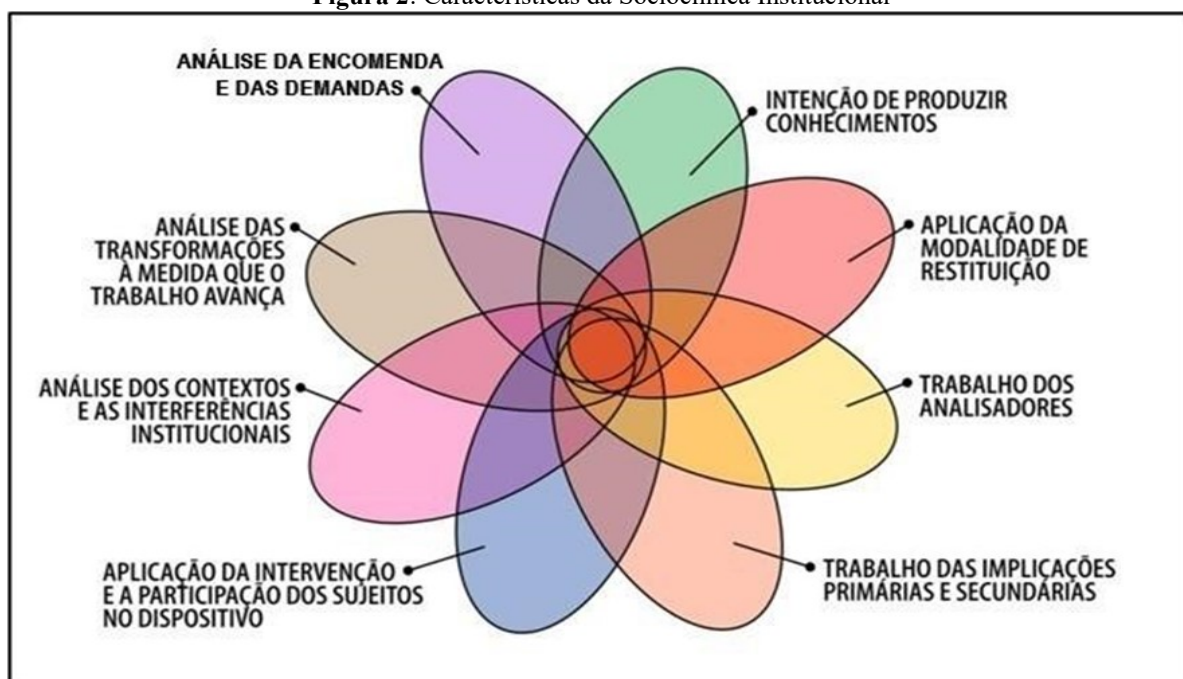 Figura 2: Características da Socioclínica Institucional
ANÁLISE DA ENCOMENDA
E DAS DEMANDAS
INTENÇÃO DE PRODUZIR
CONHECIMENTOS
APLICAÇÃO DA
MODALIDADE DE
RESTITUIÇÃO
TRABALHO DOS
ANALISADORES
TRABALHO DAS IMPLICAÇÕES
PRIMÁRIAS E SECUNDÁRIAS
APLICAÇÃO DA INTERVENÇÃO
E A PARTICIPAÇÃO DOS SUJEITOS
NO DISPOSITIVO
ANÁLISE DOS CONTEXTOS
E AS INTERFERÊNCIAS
INSTITUCIONAIS
ANÁLISE DAS
TRANSFORMAÇÕES
À MEDIDA QUE O
TRABALHO AVANÇA